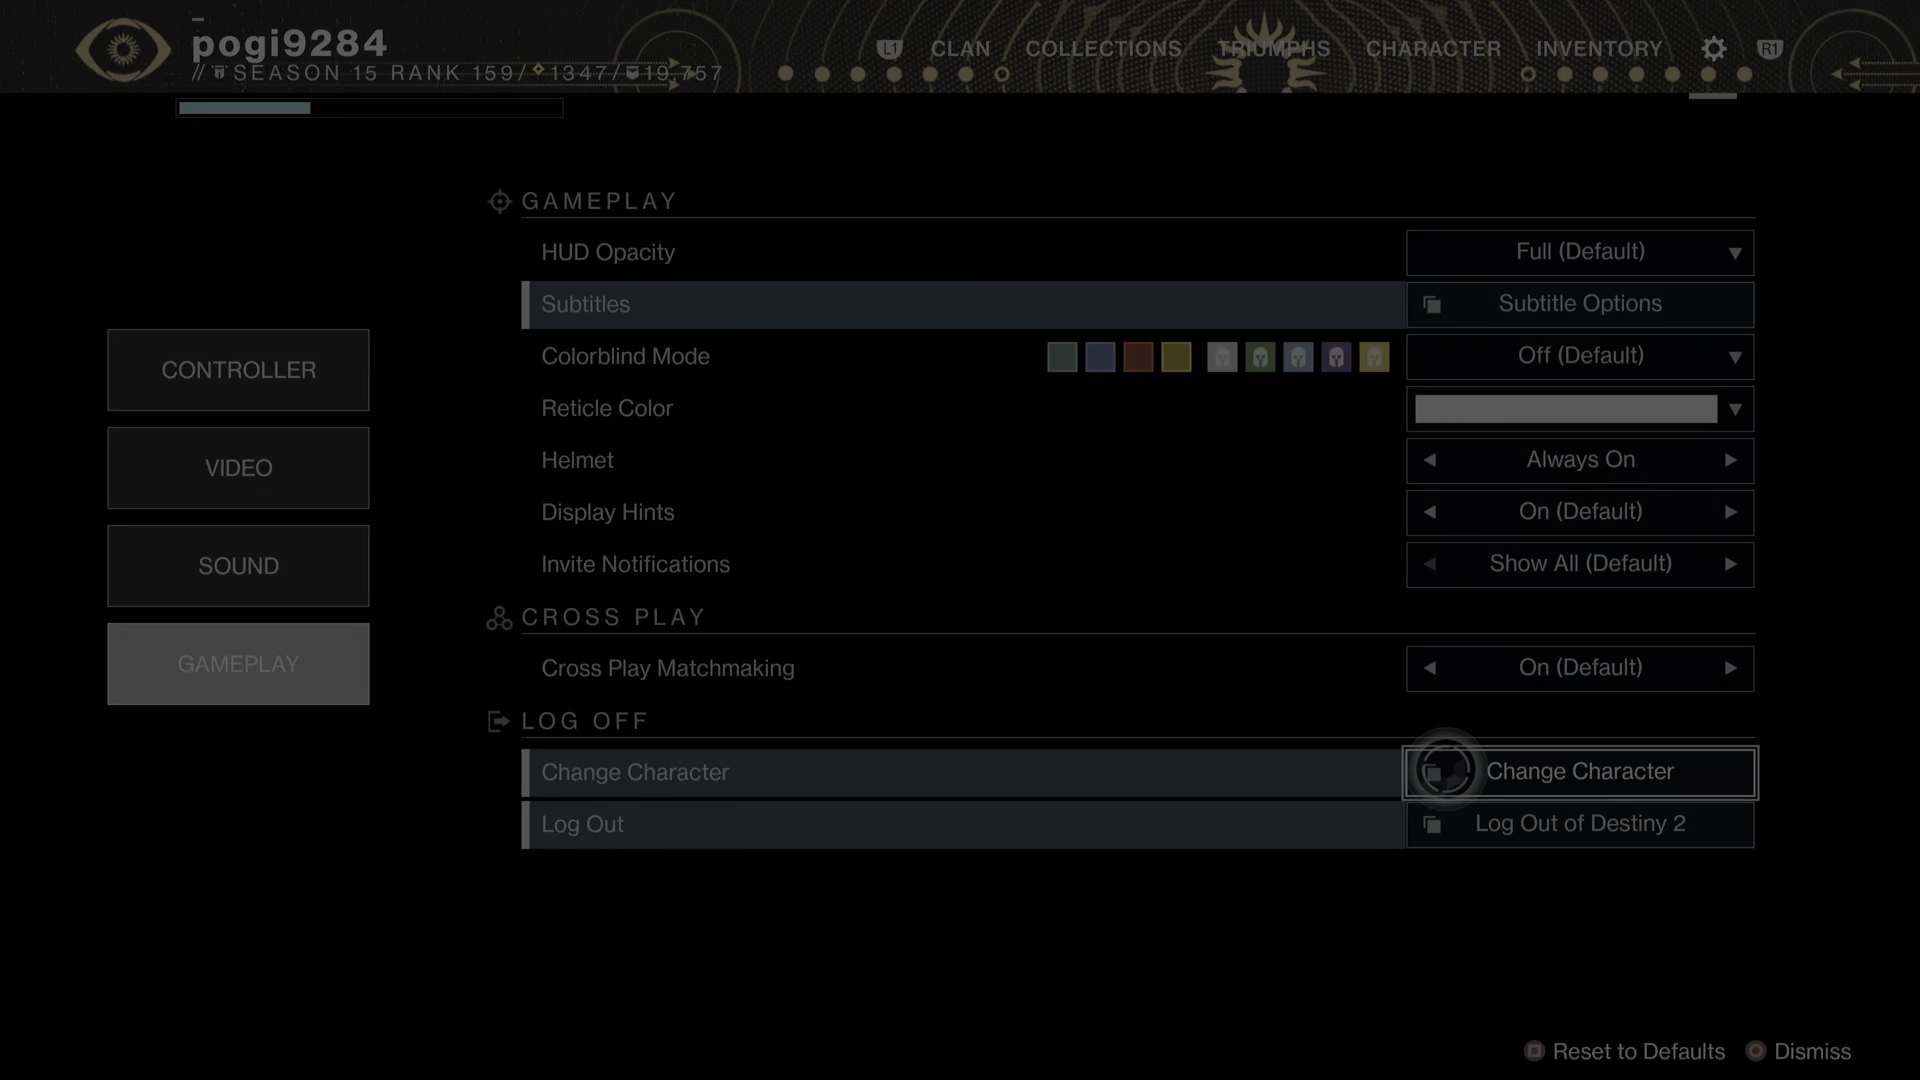 pogi9284
// SEASON 15 RANK 159/ 1347/ 19,757
L1 CLAN COLLECTIONS TRIUMPHS CHARACTER INVENTORY R1
GAMEPLAY
HUD Opacity Full (Default)
Subtitles Subtitle Options
Colorblind Mode Off (Default)
Reticle Color
Helmet Always On
Display Hints On (Default)
Invite Notifications Show All (Default)
CROSS PLAY
Cross Play Matchmaking On (Default)
LOG OFF
Change Character Change Character
Log Out Log Out of Destiny 2
CONTROLLER
VIDEO
SOUND
GAMEPLAY
Reset to Defaults Dismiss